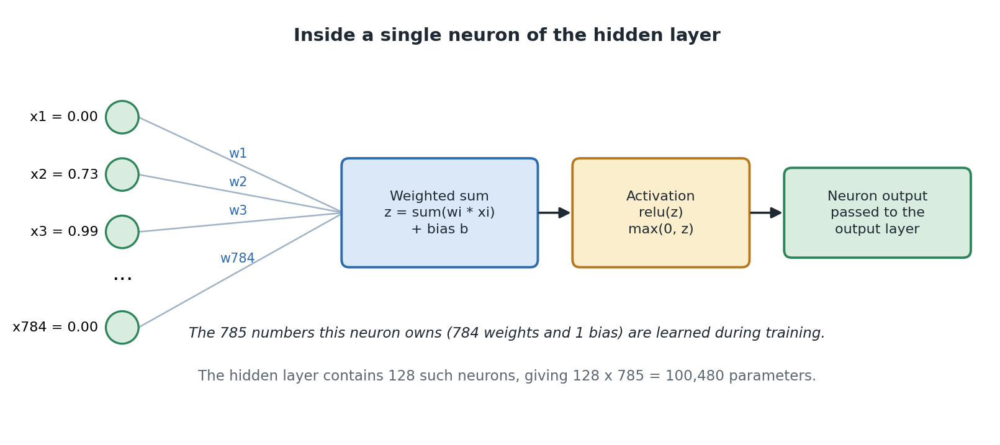 Inside a single neuron of the hidden layer
x1 = 0.00
x2 = 0.73
x3 = 0.99
...
x784 = 0.00
w1
w2
w3
w784
Weighted sum
z = sum(wi * xi)
+ bias b
Activation
relu(z)
max(0, z)
Neuron output
passed to the
output layer
The 785 numbers this neuron owns (784 weights and 1 bias) are learned during training.
The hidden layer contains 128 such neurons, giving 128 x 785 = 100,480 parameters.